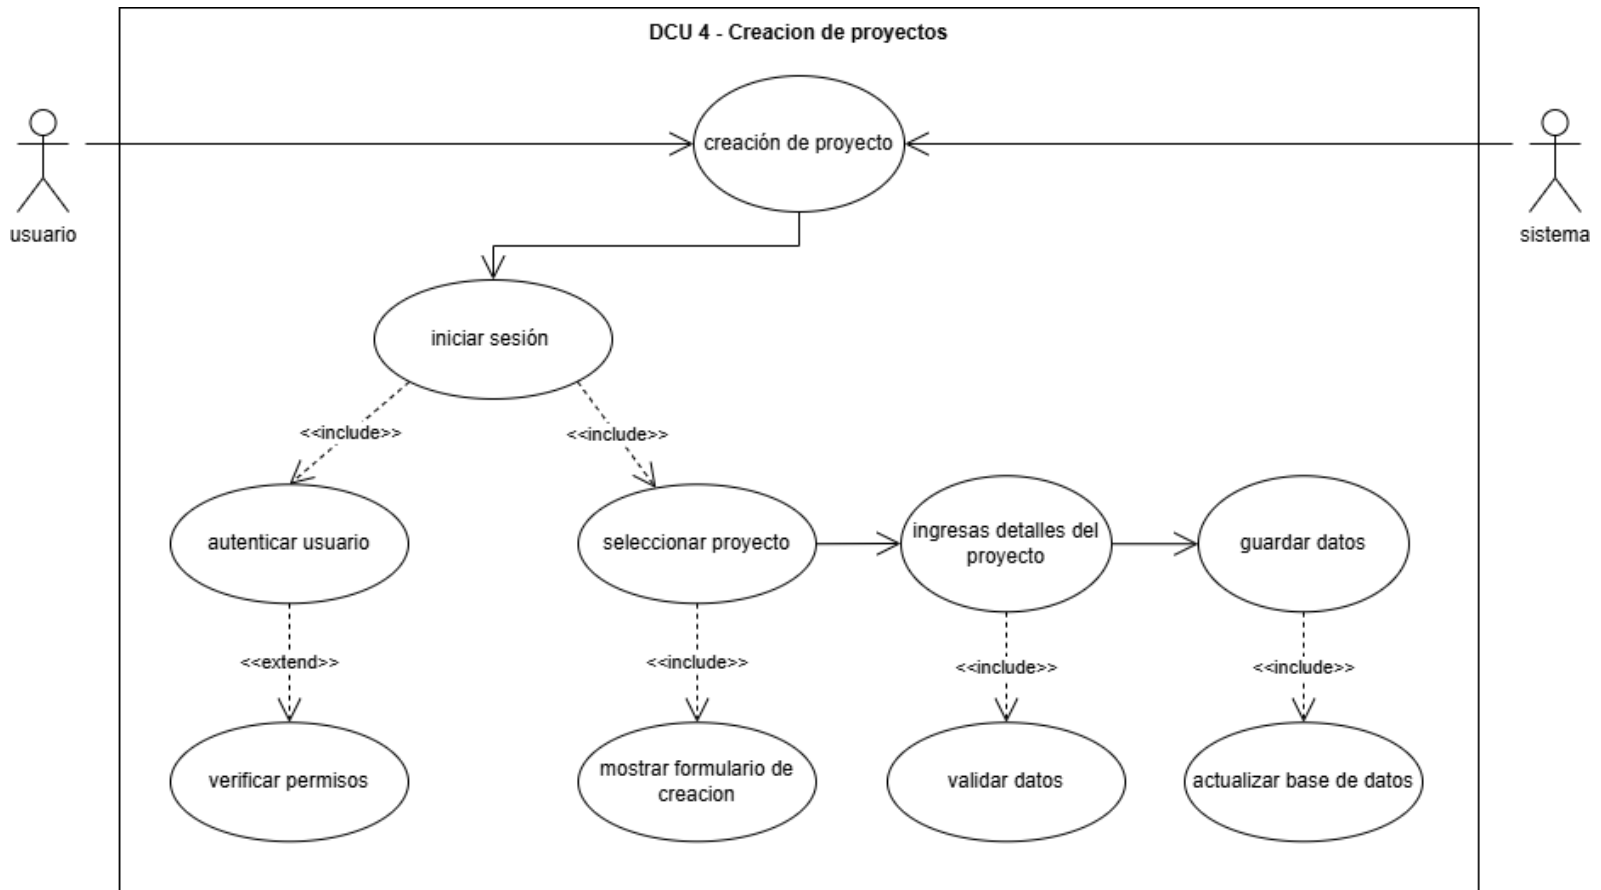 DCU 4 - Creacion de proyectos
creación de proyecto
usuario
sistema
iniciar sesión
<<include>>
<<include>>
autenticar usuario
seleccionar proyecto
ingresas detalles del
proyecto
guardar datos
<<extend>>
<<include>>
<<include>>
<<include>>
verificar permisos
mostrar formulario de
creacion
validar datos
actualizar base de datos